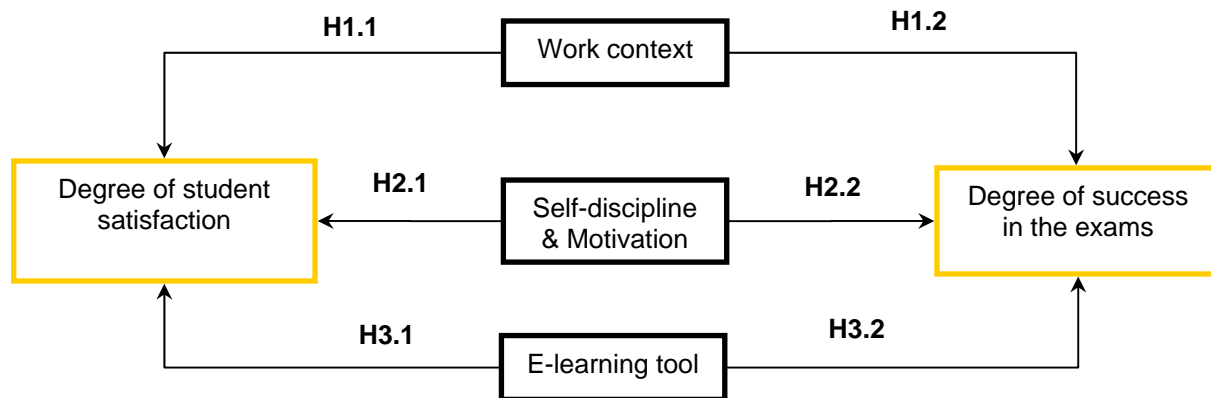 H1.1
Work context
H1.2
Degree of student
satisfaction
H2.1
Self-discipline
& Motivation
H2.2
Degree of success
in the exams
H3.1
E-learning tool
H3.2